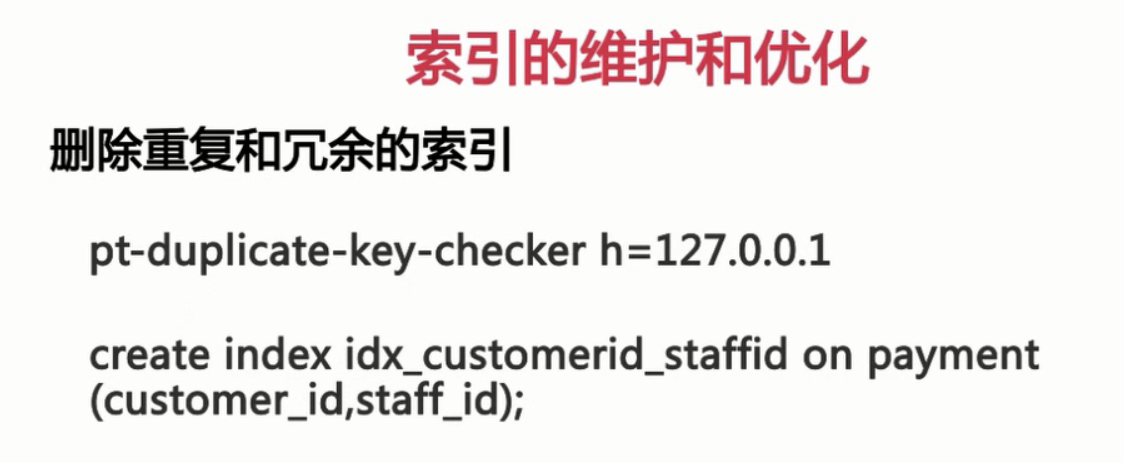 索引的维护和优化
删除重复和冗余的索引
pt-duplicate-key-checker h=127.0.0.1
create index idx_customerid_staffid on payment
(customer_id,staff_id);